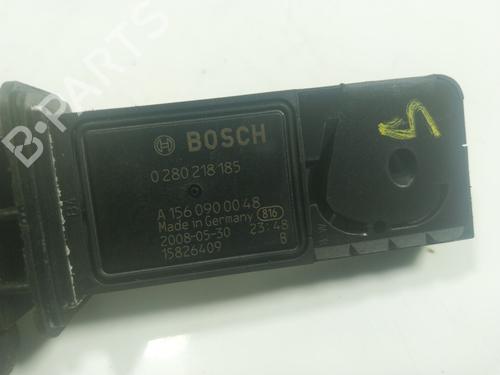 BOSCH
0 280 218 185
A 156 090 00 48
Made in Germany 816
2008-05-30 23:48
15826409 B
B-PARTS